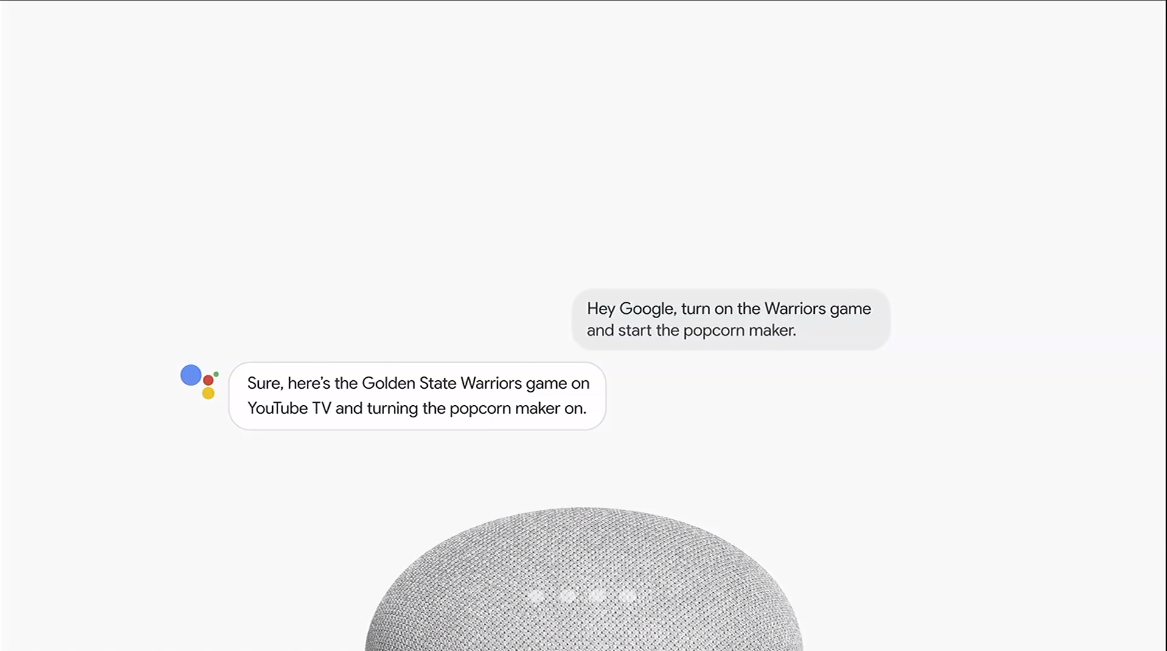 Hey Google, turn on the Warriors game
and start the popcorn maker.
Sure, here's the Golden State Warriors game on
YouTube TV and turning the popcorn maker on.